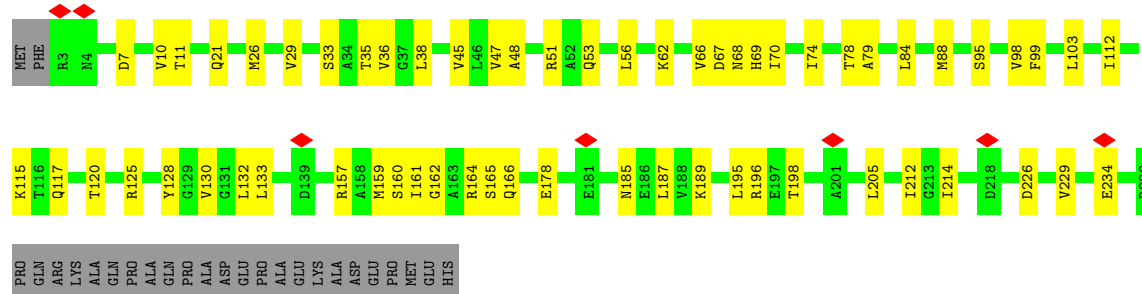 MET PHE R3 N4 D7 V10 T11 Q21 M26 V29 S33 A34 T35 V36 G37 L38 V45 L46 V47 A48 R51 A52 Q53 L56 K62 V66 D67 N68 H69 I70 I74 T78 A79 L84 M88 S95 V98 F99 L103 I112
K115 T116 Q117 T120 R125 Y128 G129 V130 G131 L132 L133 D139 R157 A158 M159 S160 I161 G162 A163 R164 S165 Q166 E178 E181 N185 E186 L187 V188 K189 L195 R196 E197 T198 A201 L205 I212 G213 I214 D218 D226 V229 E234
PRO GLN ARG LYS ALA GLN PRO ALA GLN PRO ALA ASP GLU PRO ALA GLU LYS ALA ASP GLU PRO MET GLU HIS